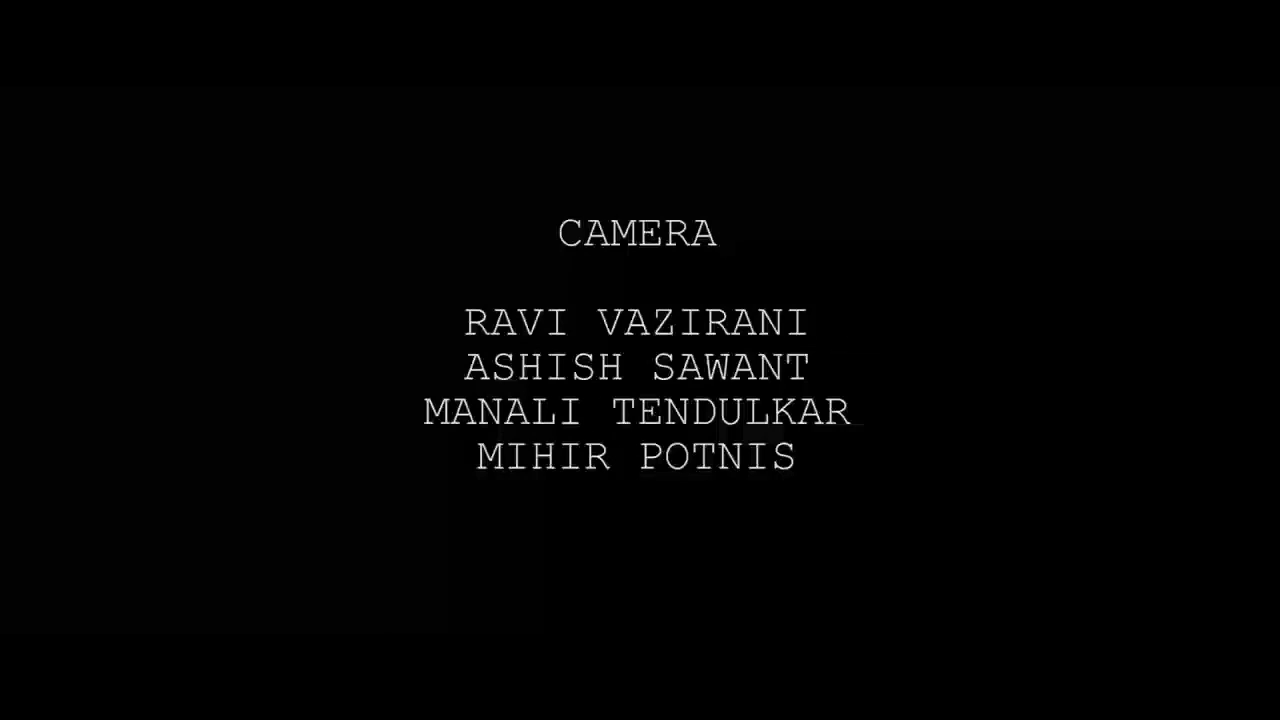 CAMERA
RAVI VAZIRANI
ASHISH SAWANT
MANALI TENDULKAR
MIHIR POTNIS